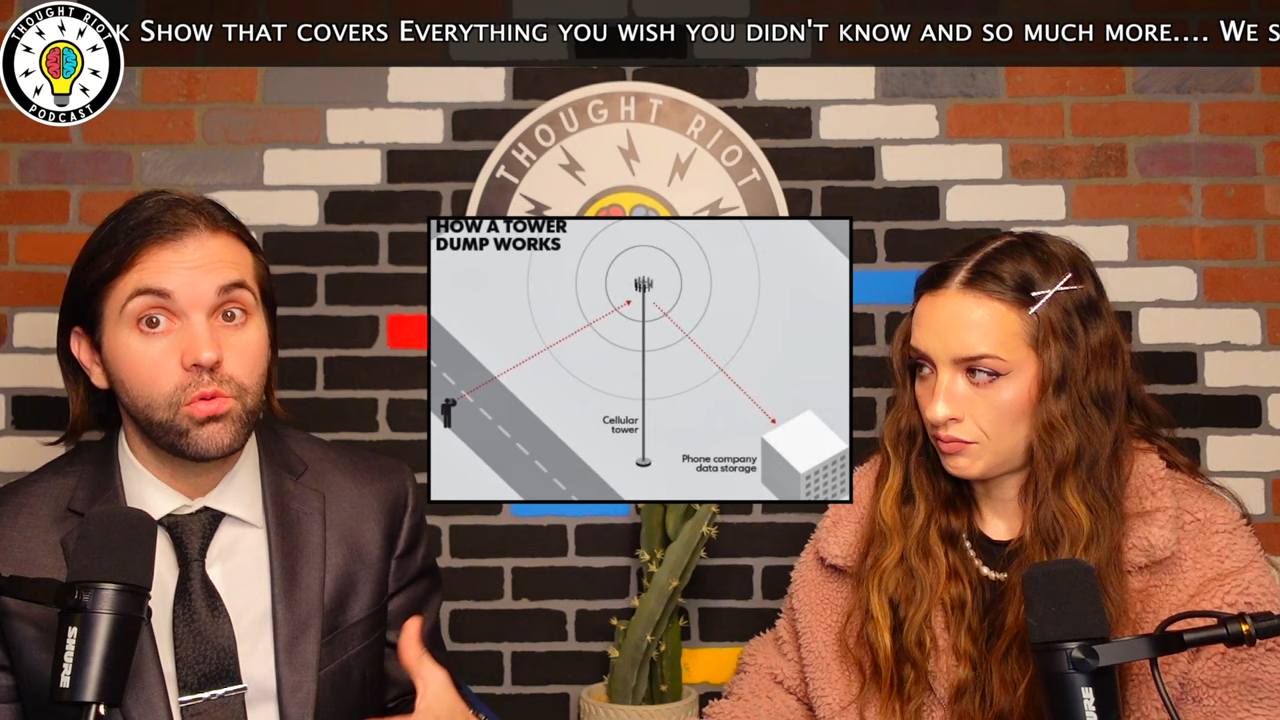 THOUGHT RIOT
PODCAST
K SHOW THAT COVERS EVERYTHING YOU WISH YOU DIDN'T KNOW AND SO MUCH MORE.... WE S
THOUGHT RIOT
HOW A TOWER
DUMP WORKS
Cellular
tower
Phone company
data storage
SHURE
URE